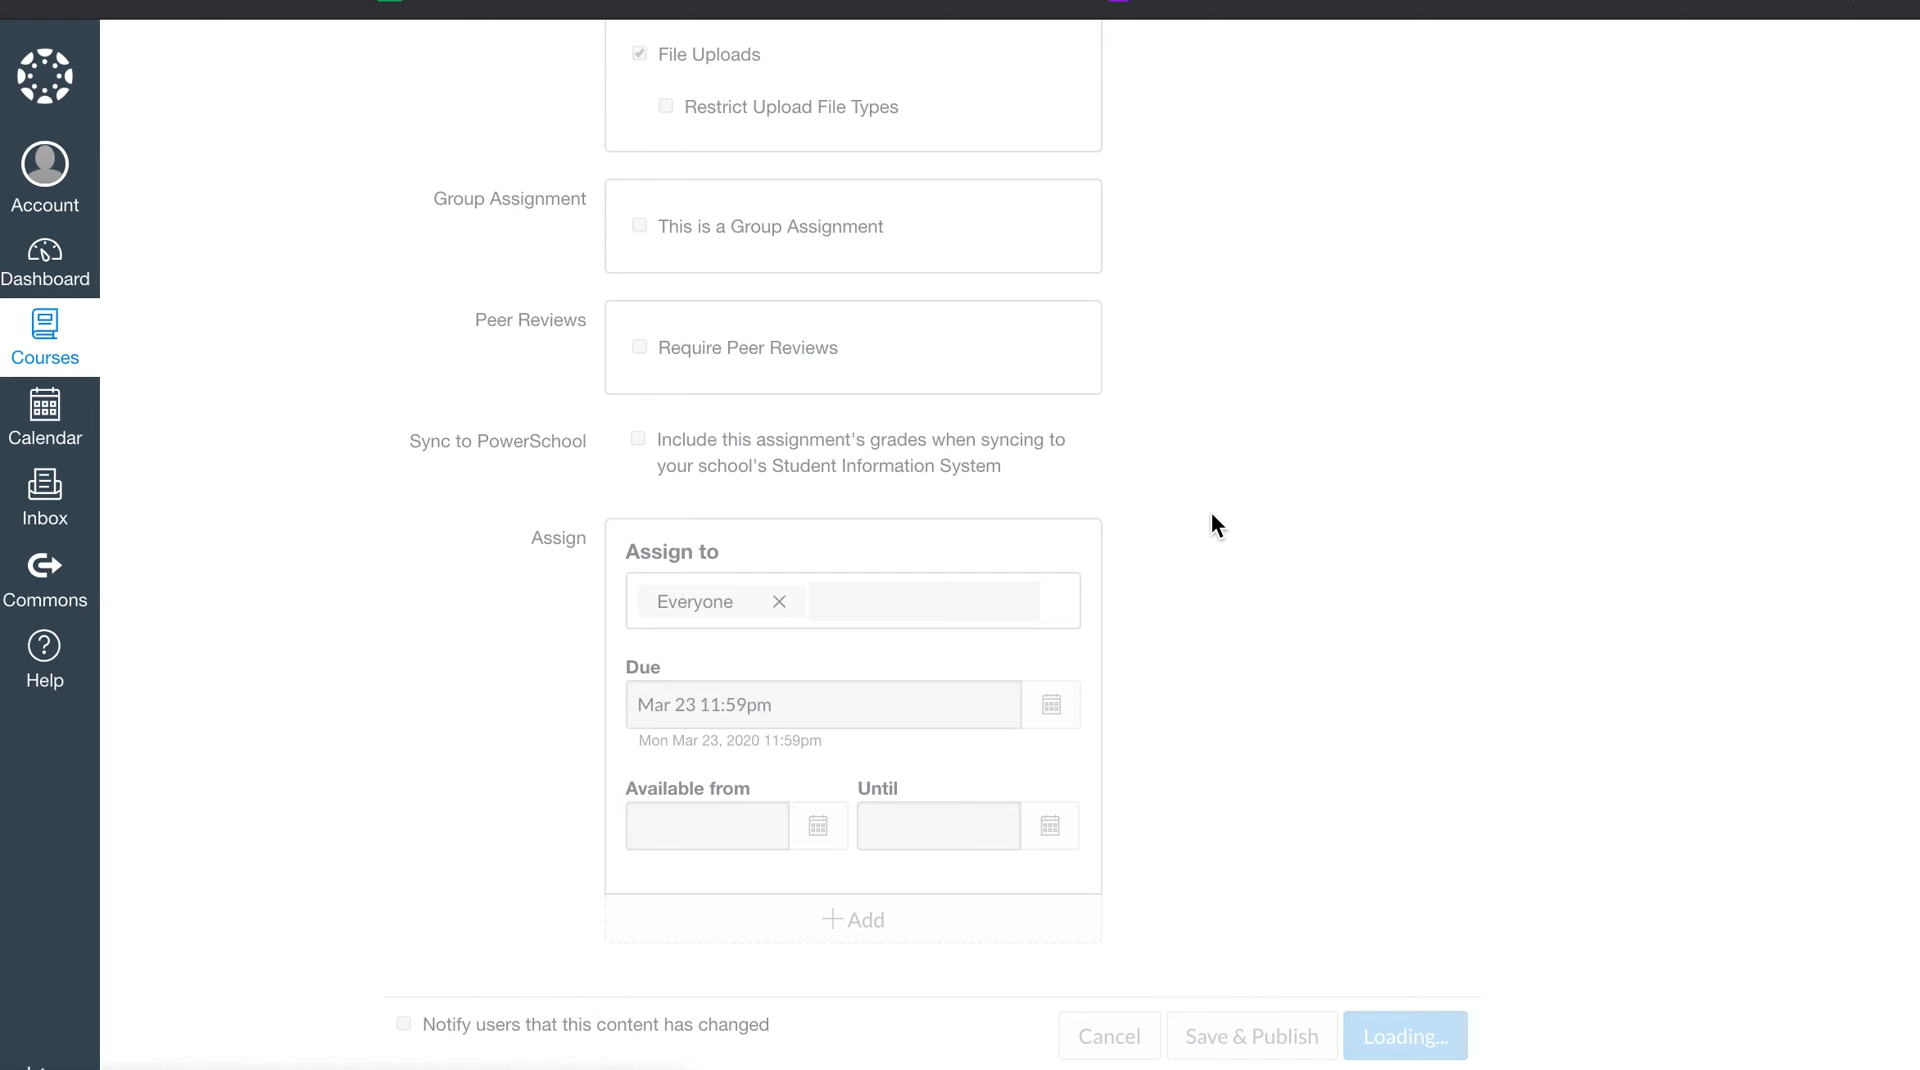 File Uploads
Restrict Upload File Types
Account
Group Assignment
This is a Group Assignment
Dashboard
Peer Reviews
Require Peer Reviews
Courses
Calendar
Sync to PowerSchool
Include this assignment's grades when syncing to
your school's Student Information System
Inbox
Assign
Assign to
Commons
Everyone
Help
Due
Mar 23 11:59pm
Mon Mar 23, 2020 11:59pm
Available from
Until
Add
Notify users that this content has changed
Cancel
Save & Publish
Loading...